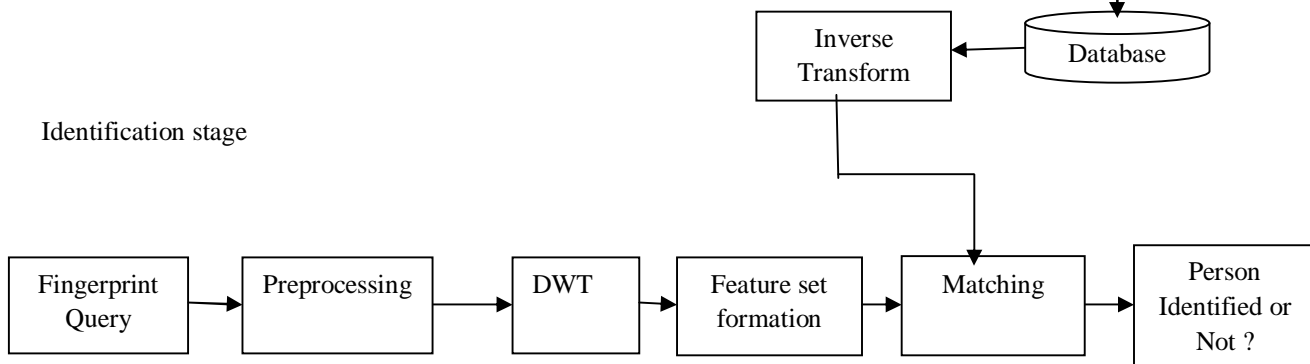 Inverse
Transform
Database
Identification stage
Fingerprint
Query
Preprocessing
DWT
Feature set
formation
Matching
Person
Identified or
Not ?